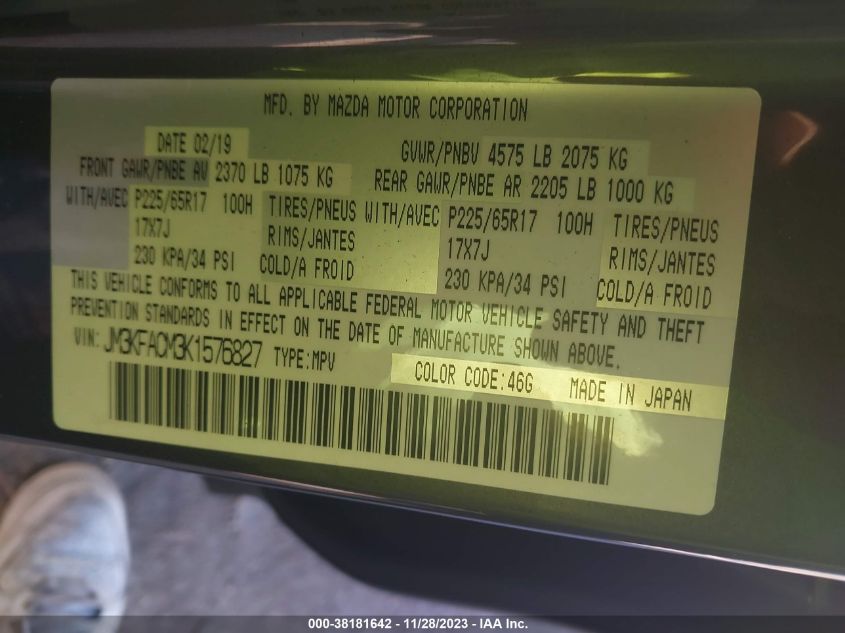 MFD. BY MAZDA MOTOR CORPORATION
DATE 02/19
GVWR/PNBV 4575 LB 2075 KG
FRONT GAWR/PNBE AV 2370 LB 1075 KG
REAR GAWR/PNBE AR 2205 LB 1000 KG
WITH/AVEC P225/65R17 100H TIRES/PNEUS WITH/AVEC P225/65R17 100H TIRES/PNEUS
17X7J RIMS/JANTES 17X7J RIMS/JANTES
230 KPA/34 PSI COLD/A FROID 230 KPA/34 PSI COLD/A FROID
THIS VEHICLE CONFORMS TO ALL APPLICABLE FEDERAL MOTOR VEHICLE SAFETY AND THEFT
PREVENTION STANDARDS IN EFFECT ON THE DATE OF MANUFACTURE SHOWN ABOVE.
VIN: JM3KFACM3K1576827 TYPE:MPV
COLOR CODE:46G MADE IN JAPAN
000-38181642 - 11/28/2023 - IAA Inc.